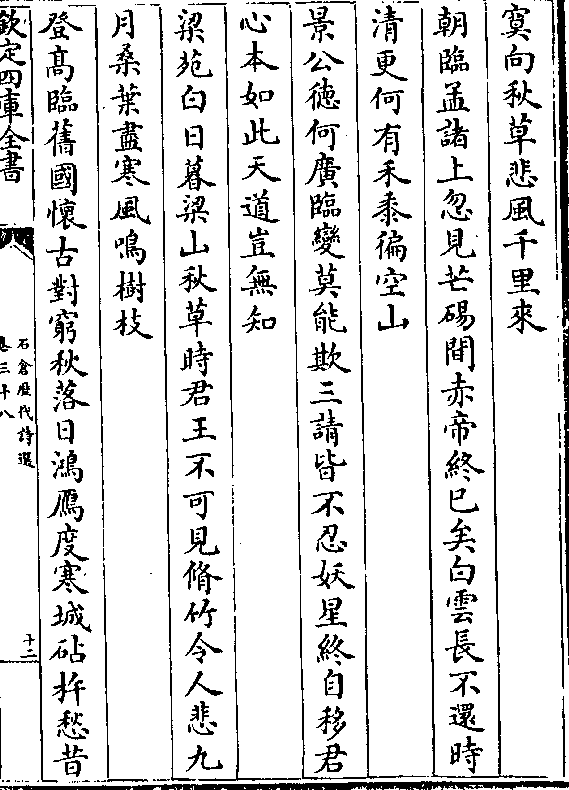 寞向秋草悲風千里來
朝臨孟諸上忽見芒碭間赤帝終已矣白雲長不還時
清更何有禾黍徧空山
景公徳何廣臨變莫能欺三請皆不忍妖星終自移君
心本如此天道豈無知
梁苑白日暮梁山秋草時君王不可見脩竹令人悲九
月桑葉盡寒風鳴樹枝
登髙臨舊國懷古對窮秋落日鴻鴈度寒城砧杵愁昔
欽定四庫全書
石倉歴代詩選
卷三十八
十二